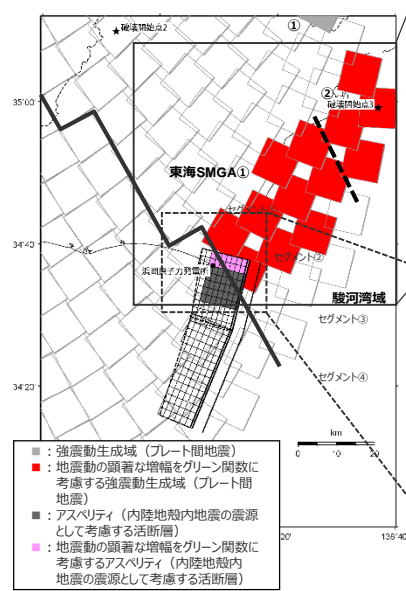 ①
★破壊開始点2
②
破壊開始点3★
35°00'
東海SMGA①
セグメント①
34°40'
セグメント②
浜岡原子力発電所
駿河湾域
セグメント③
セグメント④
34°20'
km
0 10 20
20' 138°40'
■：強震動生成域（プレート間地震）
■：地震動の顕著な増幅をグリーン関数に
考慮する強震動生成域（プレート間
地震）
■：アスペリティ（内陸地殻内地震の震源
として考慮する活断層）
■：地震動の顕著な増幅をグリーン関数に
考慮するアスペリティ（内陸地殻内
地震の震源として考慮する活断層）